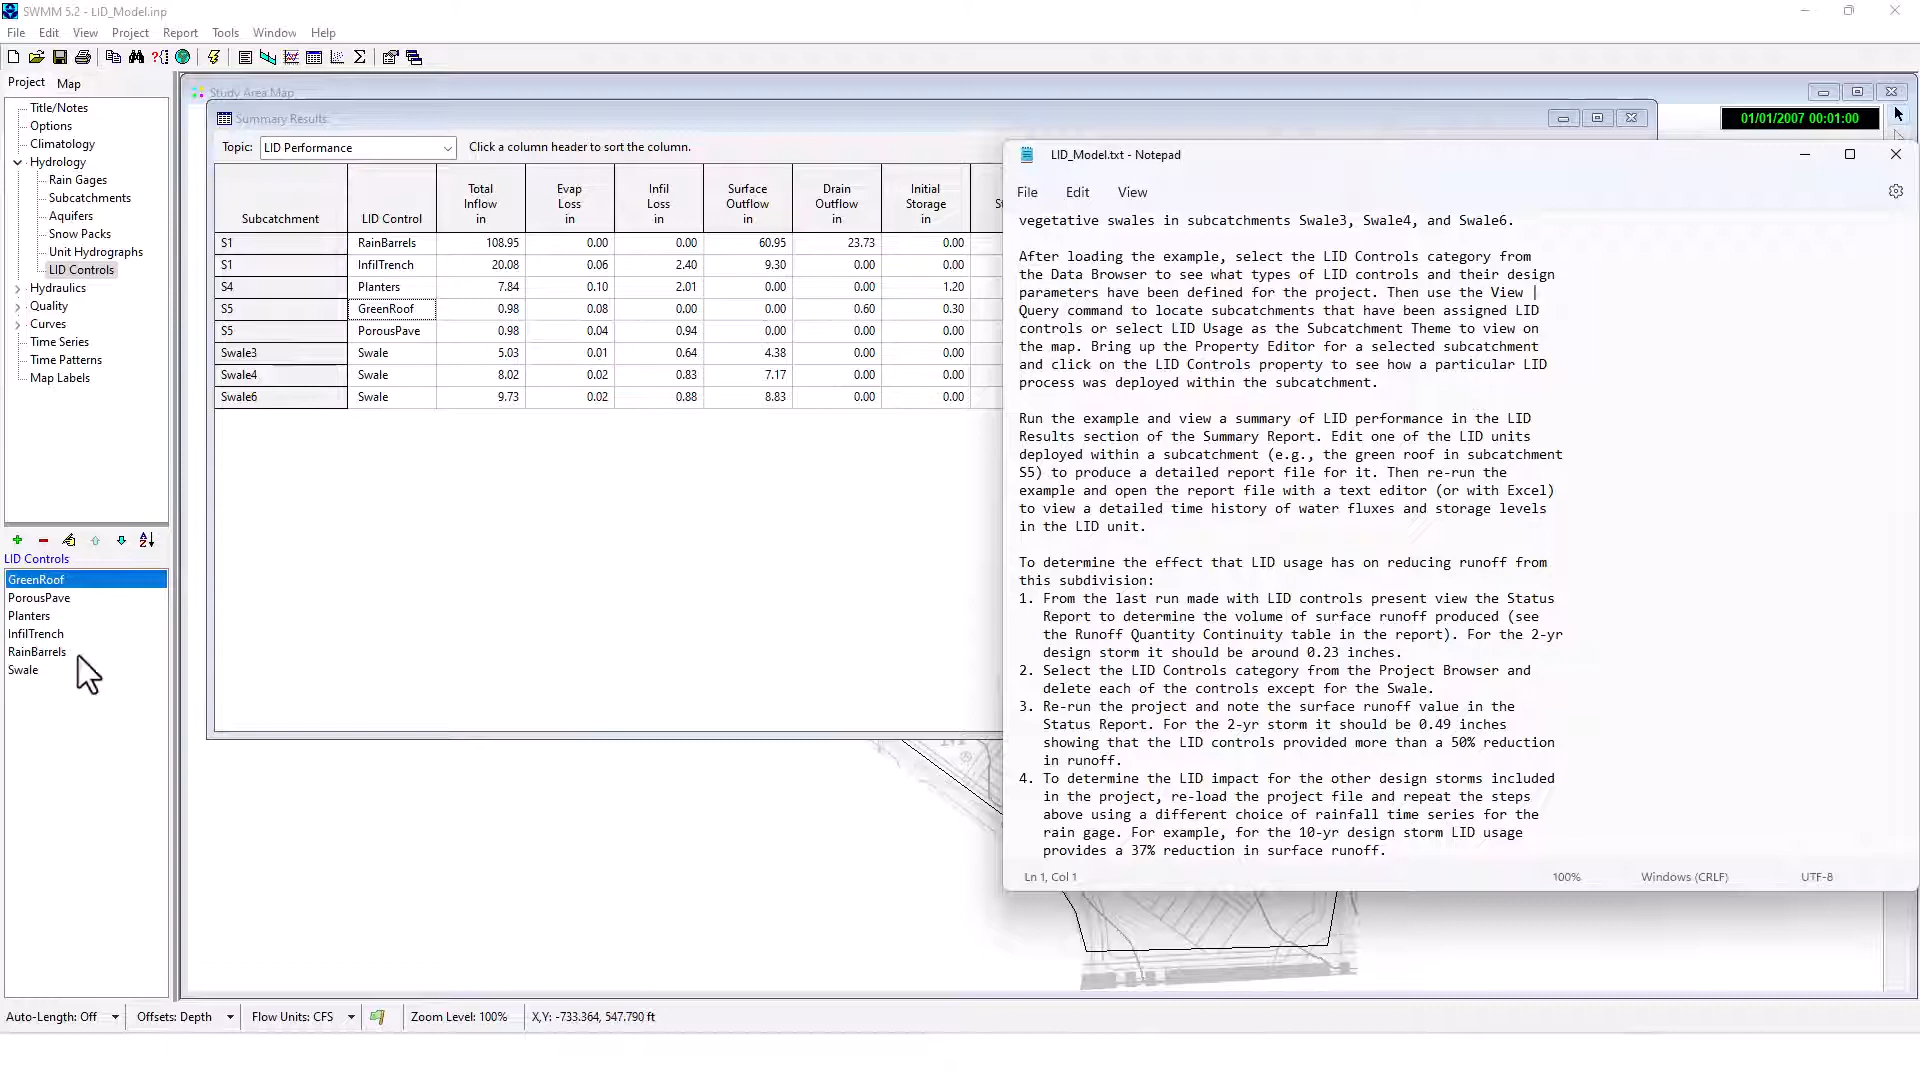 SWMM 5.2 - LID_Model.inp
File Edit View Project Report Tools Window Help
Project Map
Title/Notes
Options
Climatology
Hydrology
Rain Gages
Subcatchments
Aquifers
Snow Packs
Unit Hydrographs
LID Controls
Hydraulics
Quality
Curves
Time Series
Time Patterns
Map Labels
LID Controls
GreenRoof
PorousPave
Planters
InfilTrench
RainBarrels
Swale
Study Area Map
01/01/2007 00:01:00
Summary Results
Topic: LID Performance Click a column header to sort the column.
Subcatchment LID Control Total Inflow in Evap Loss in Infil Loss in Surface Outflow in Drain Outflow in Initial Storage in
S1 RainBarrels 108.95 0.00 0.00 60.95 23.73 0.00
S1 InfilTrench 20.08 0.06 2.40 9.30 0.00 0.00
S4 Planters 7.84 0.10 2.01 0.00 0.00 1.20
S5 GreenRoof 0.98 0.08 0.00 0.00 0.60 0.30
S5 PorousPave 0.98 0.04 0.94 0.00 0.00 0.00
Swale3 Swale 5.03 0.01 0.64 4.38 0.00 0.00
Swale4 Swale 8.02 0.02 0.83 7.17 0.00 0.00
Swale6 Swale 9.73 0.02 0.88 8.83 0.00 0.00
LID_Model.txt - Notepad
File Edit View
vegetative swales in subcatchments Swale3, Swale4, and Swale6.
After loading the example, select the LID Controls category from
the Data Browser to see what types of LID controls and their design
parameters have been defined for the project. Then use the View |
Query command to locate subcatchments that have been assigned LID
controls or select LID Usage as the Subcatchment Theme to view on
the map. Bring up the Property Editor for a selected subcatchment
and click on the LID Controls property to see how a particular LID
process was deployed within the subcatchment.
Run the example and view a summary of LID performance in the LID
Results section of the Summary Report. Edit one of the LID units
deployed within a subcatchment (e.g., the green roof in subcatchment
S5) to produce a detailed report file for it. Then re-run the
example and open the report file with a text editor (or with Excel)
to view a detailed time history of water fluxes and storage levels
in the LID unit.
To determine the effect that LID usage has on reducing runoff from
this subdivision:
1. From the last run made with LID controls present view the Status
Report to determine the volume of surface runoff produced (see
the Runoff Quantity Continuity table in the report). For the 2-yr
design storm it should be around 0.23 inches.
2. Select the LID Controls category from the Project Browser and
delete each of the controls except for the Swale.
3. Re-run the project and note the surface runoff value in the
Status Report. For the 2-yr storm it should be 0.49 inches
showing that the LID controls provided more than a 50% reduction
in runoff.
4. To determine the LID impact for the other design storms included
in the project, re-load the project file and repeat the steps
above using a different choice of rainfall time series for the
rain gage. For example, for the 10-yr design storm LID usage
provides a 37% reduction in surface runoff.
Ln 1, Col 1 100% Windows (CRLF) UTF-8
Auto-Length: Off Offsets: Depth Flow Units: CFS Zoom Level: 100% X,Y: -733.364, 547.790 ft